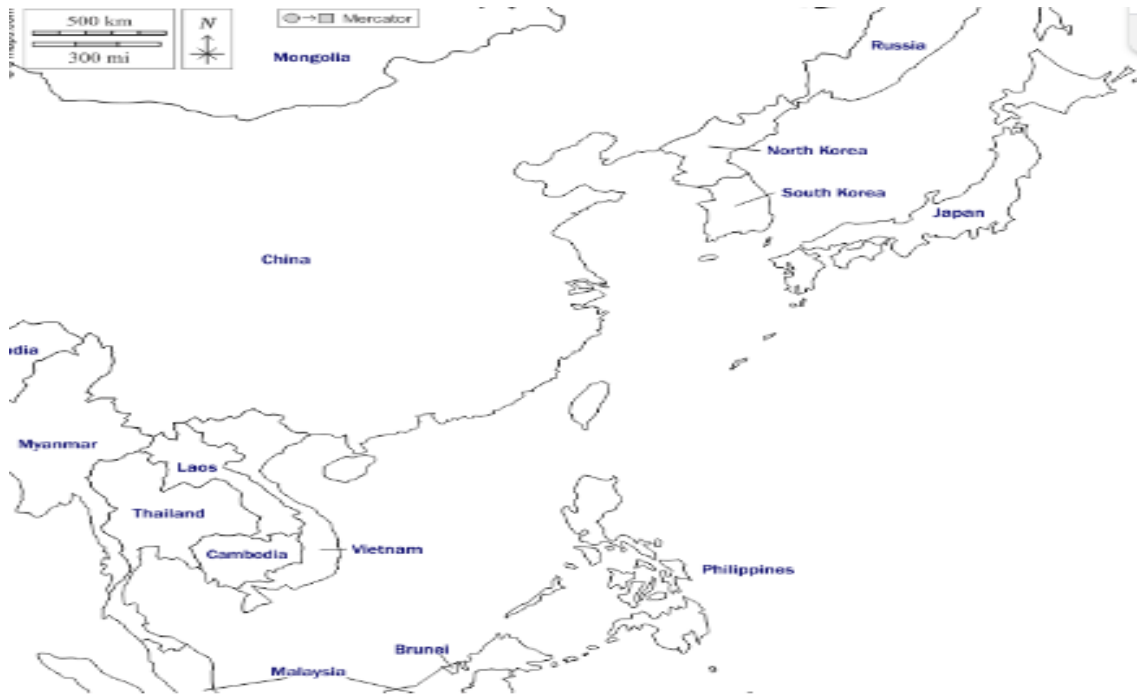 500 km
300 mi
N
Mercator
Mongolia
Russia
North Korea
South Korea
Japan
China
dia
Myanmar
Laos
Thailand
Cambodia
Vietnam
Philippines
Brunei
Malaysia